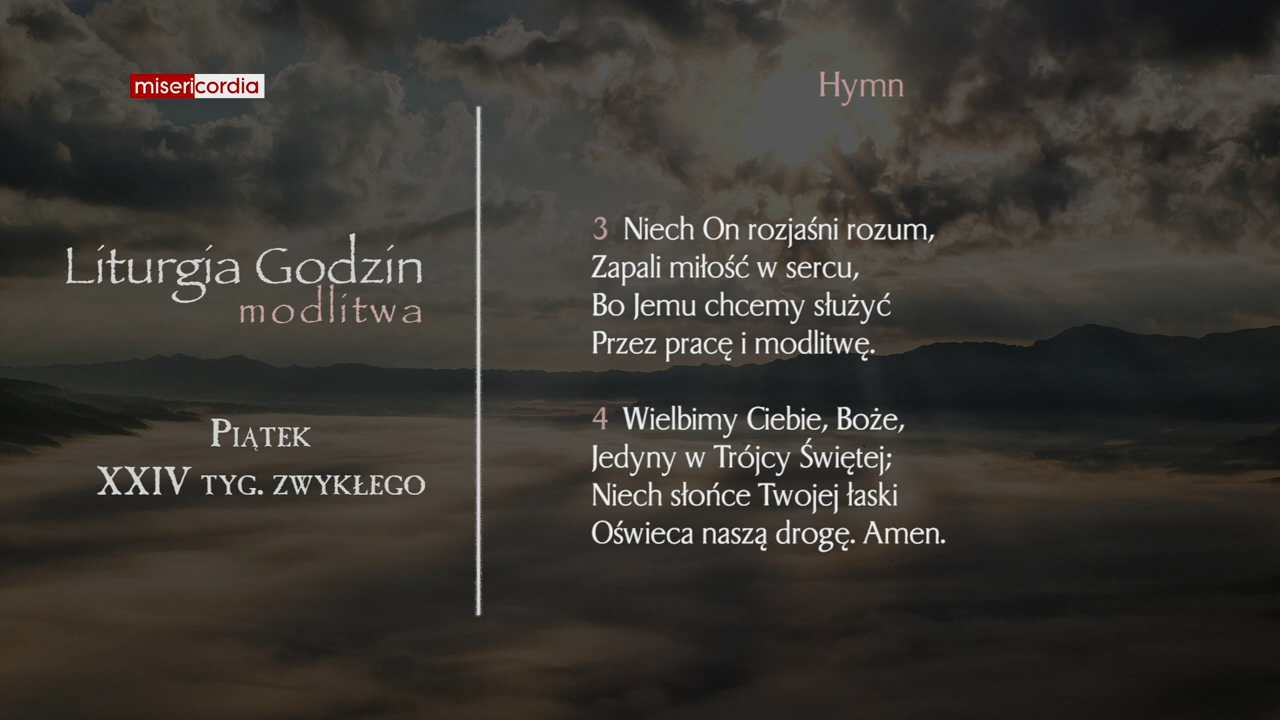 misericordia
Liturgia Godzin
modlitwa
Piątek
XXIV tyg. zwykłego
Hymn
3 Niech On rozjaśni rozum,
Zapali miłość w sercu,
Bo Jemu chcemy służyć
Przez pracę i modlitwę.
4 Wielbimy Ciebie, Boże,
Jedyny w Trójcy Świętej;
Niech słońce Twojej łaski
Oświeca naszą drogę. Amen.